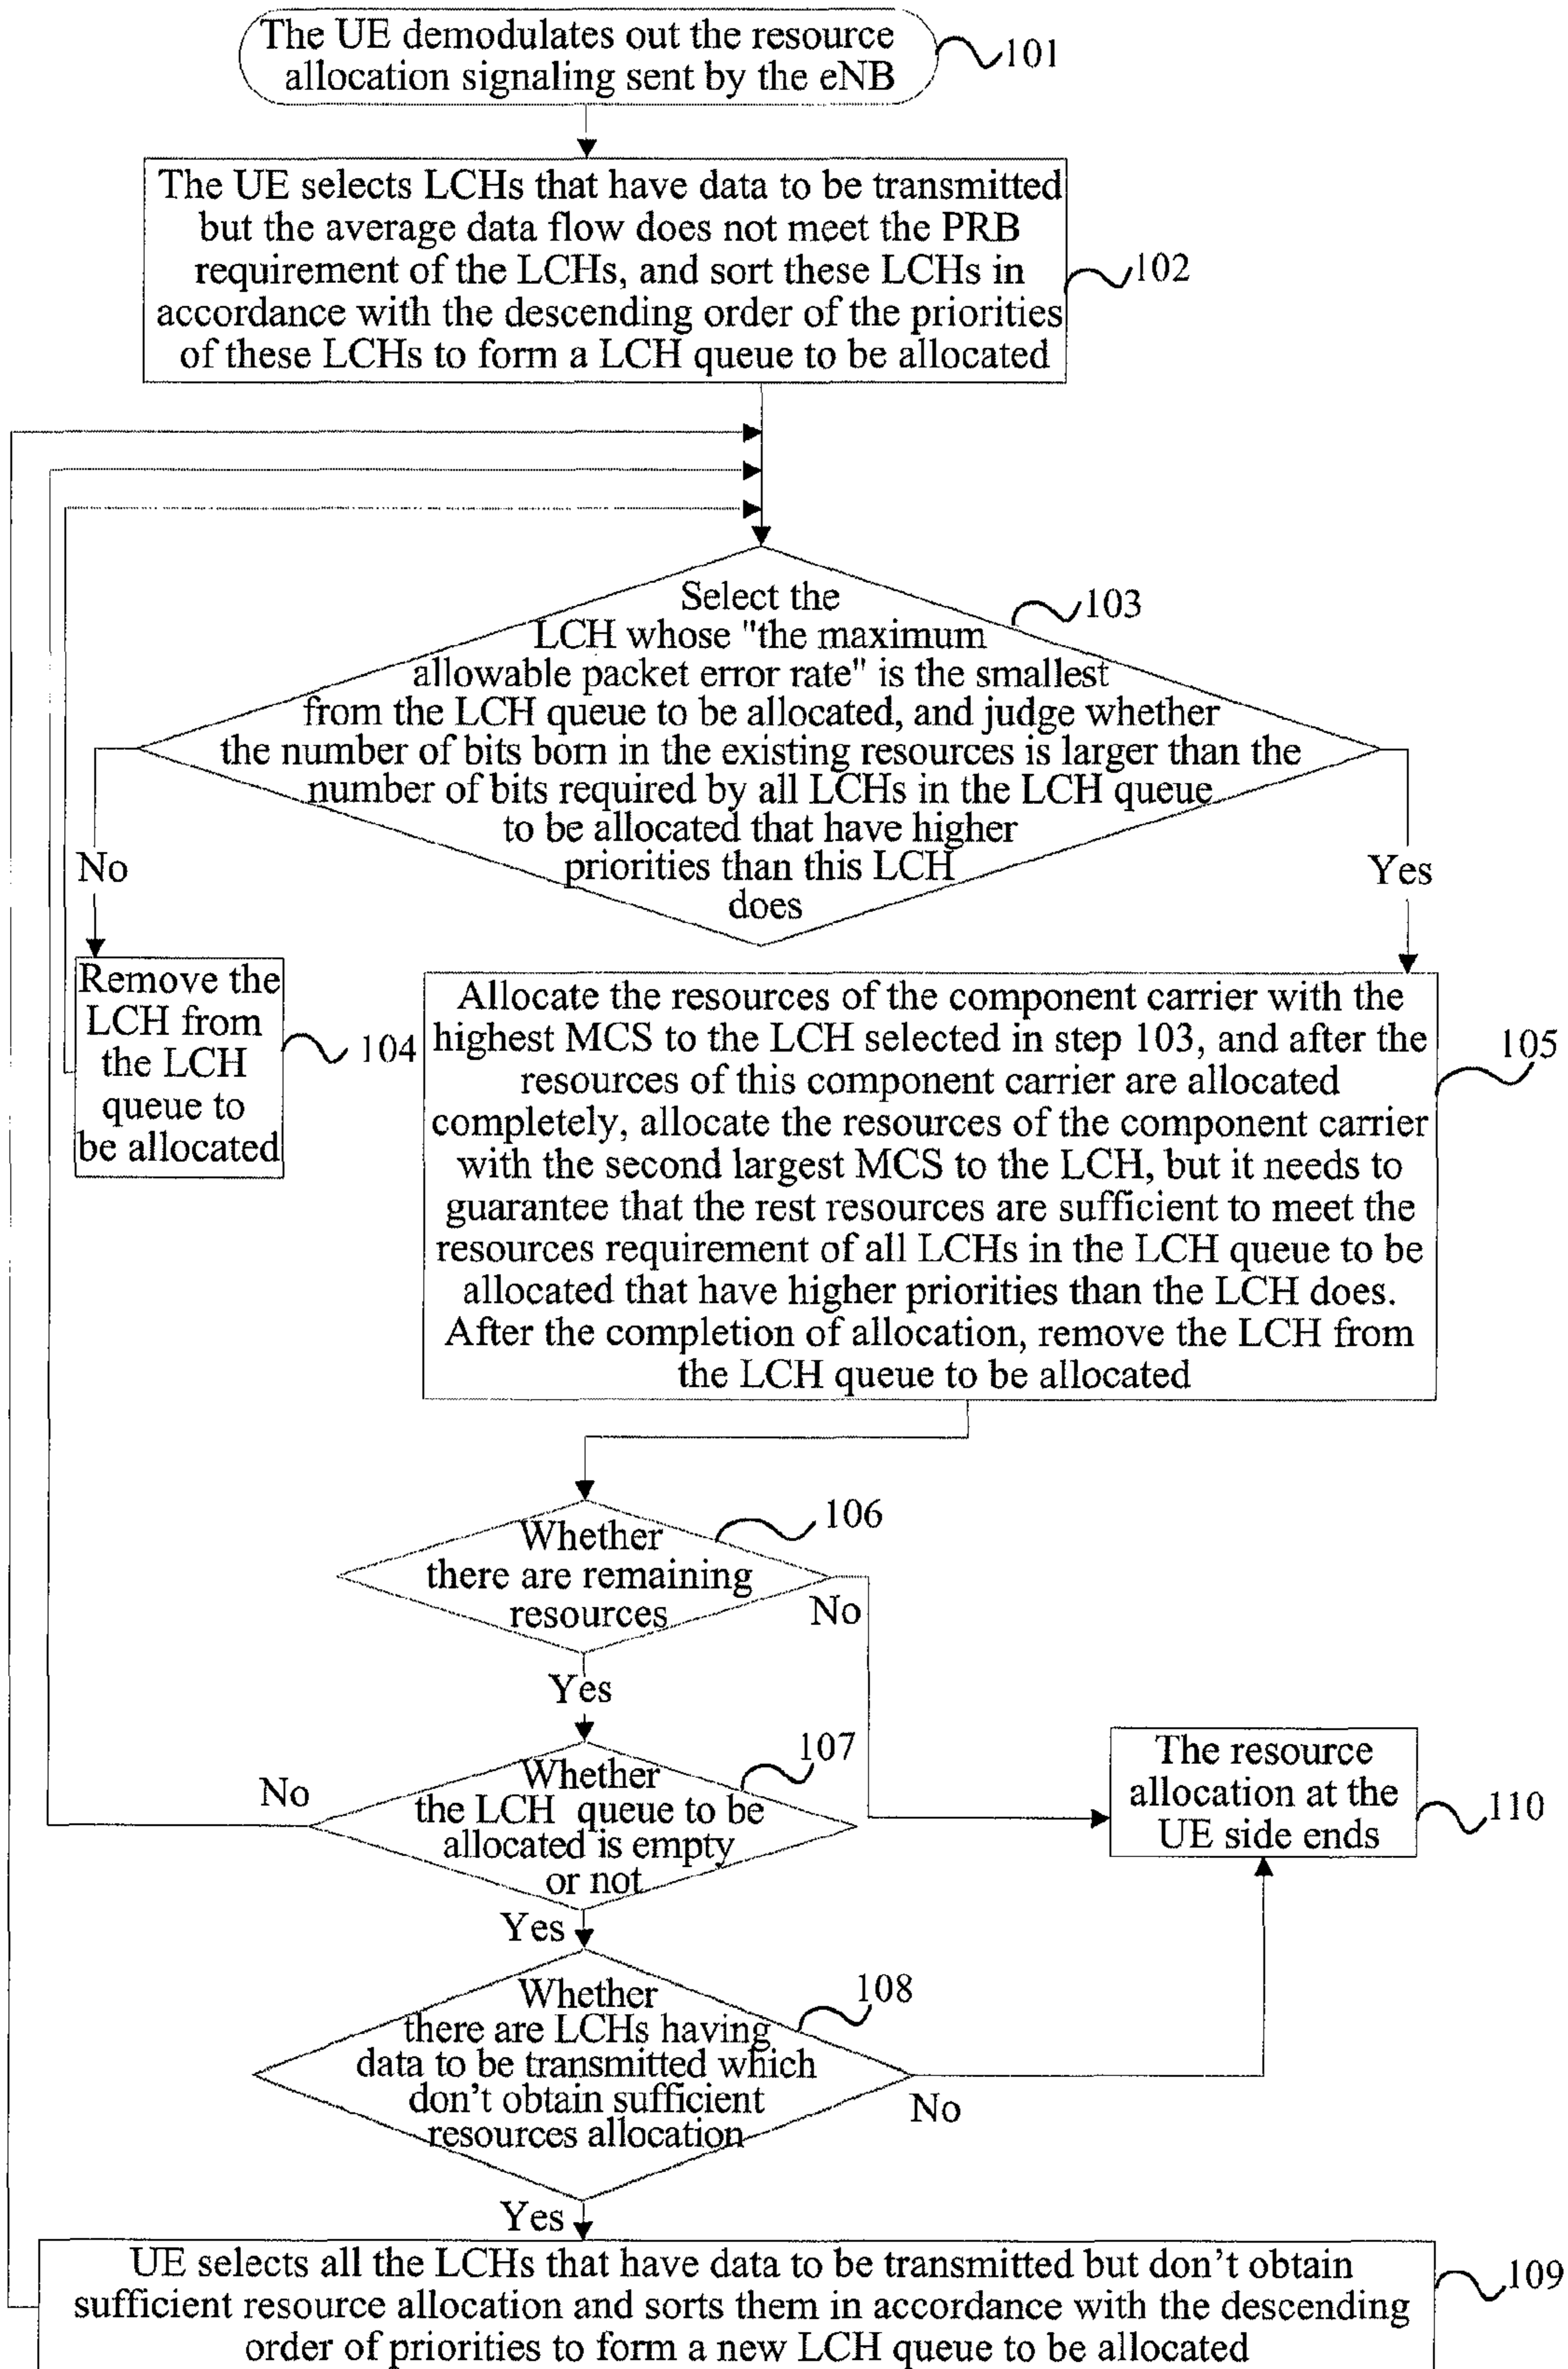 The UE demodulates out the resource
allocation signaling sent by the eNB
101
The UE selects LCHs that have data to be transmitted
but the average data flow does not meet the PRB
requirement of the LCHs, and sort these LCHs in
accordance with the descending order of the priorities
of these LCHs to form a LCH queue to be allocated
102
Select the
LCH whose "the maximum
allowable packet error rate" is the smallest
from the LCH queue to be allocated, and judge whether
the number of bits born in the existing resources is larger than the
number of bits required by all LCHs in the LCH queue
to be allocated that have higher
priorities than this LCH
does
103
No
Yes
Remove the
LCH from
the LCH
queue to
be allocated
104
Allocate the resources of the component carrier with the
highest MCS to the LCH selected in step 103, and after the
resources of this component carrier are allocated
completely, allocate the resources of the component carrier
with the second largest MCS to the LCH, but it needs to
guarantee that the rest resources are sufficient to meet the
resources requirement of all LCHs in the LCH queue to be
allocated that have higher priorities than the LCH does.
After the completion of allocation, remove the LCH from
the LCH queue to be allocated
105
Whether
there are remaining
resources
106
No
Yes
Whether
the LCH queue to be
allocated is empty
or not
107
No
Yes
The resource
allocation at the
UE side ends
110
Whether
there are LCHs having
data to be transmitted which
don't obtain sufficient
resources allocation
108
No
Yes
UE selects all the LCHs that have data to be transmitted but don't obtain
sufficient resource allocation and sorts them in accordance with the descending
order of priorities to form a new LCH queue to be allocated
109